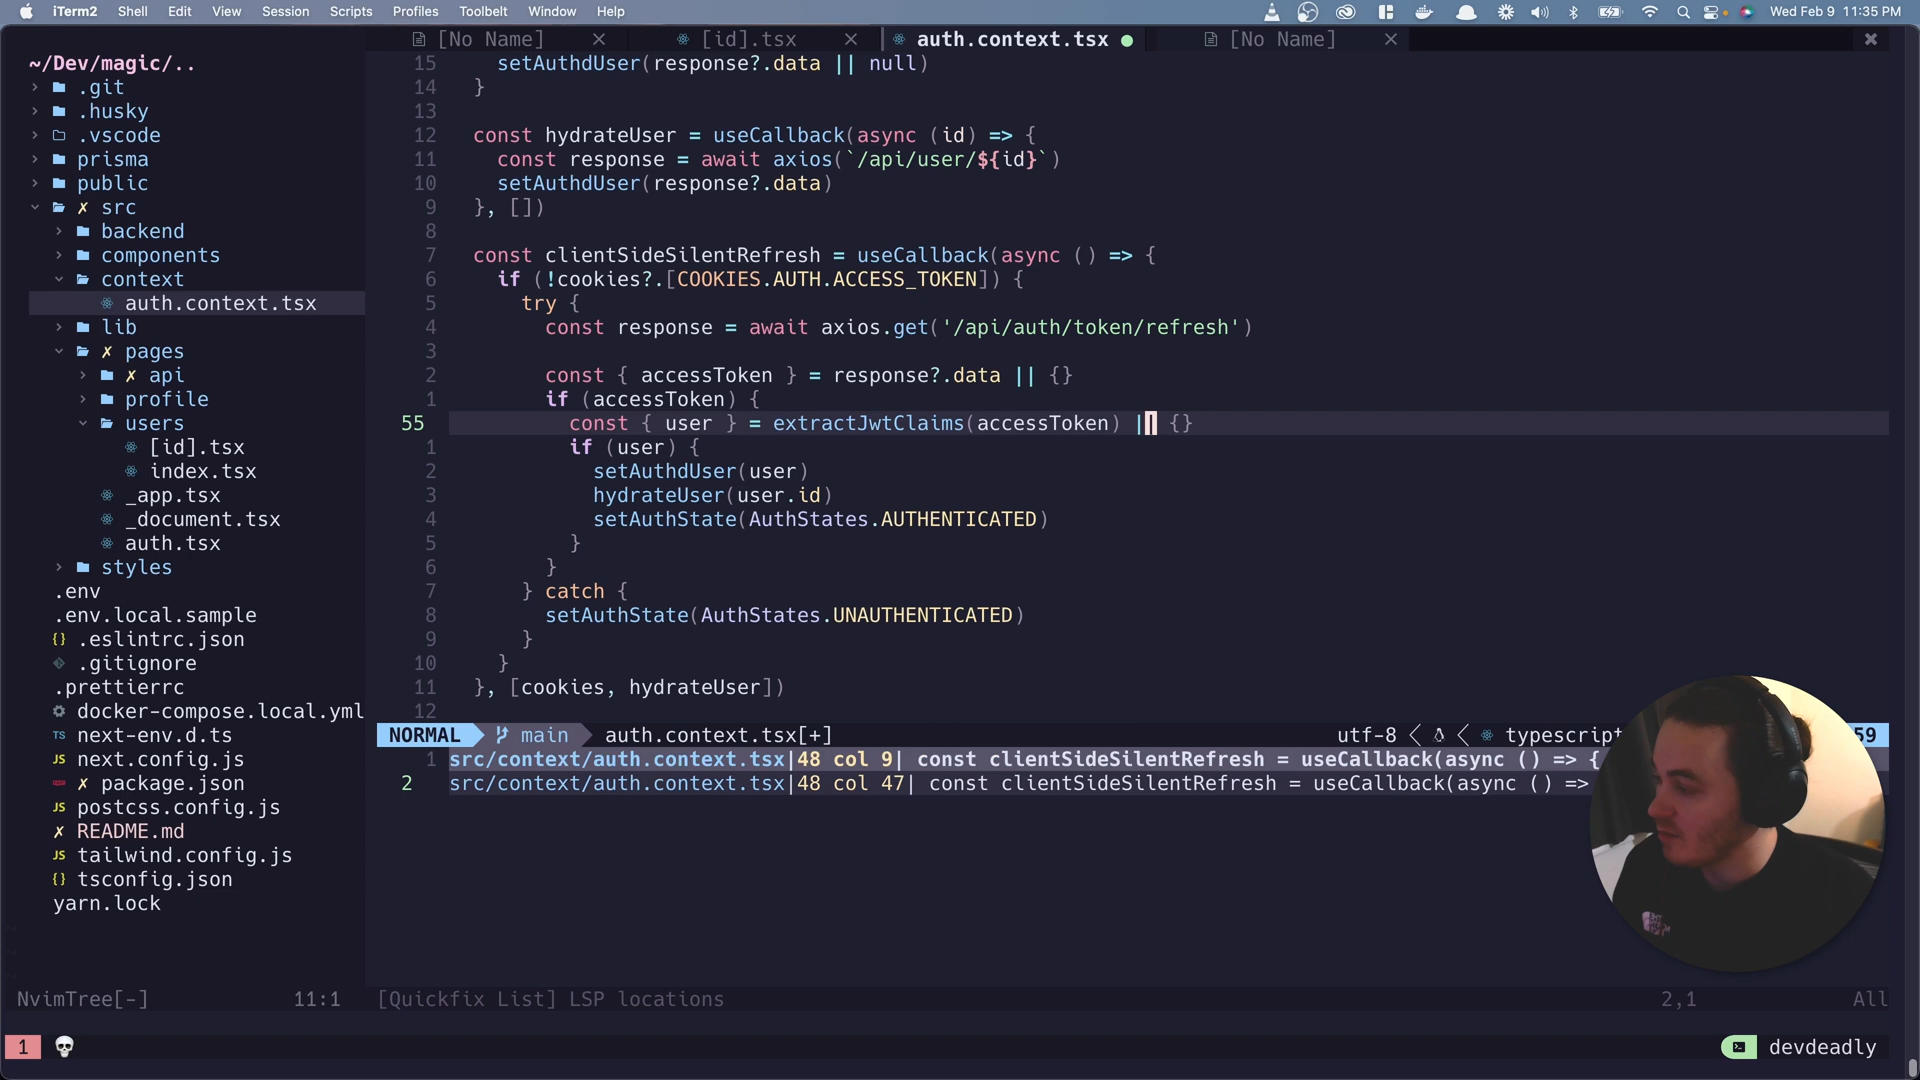 iTerm2 Shell Edit View Session Scripts Profiles Toolbelt Window Help Wed Feb 9 11:35 PM
[No Name] [id].tsx auth.context.tsx [No Name]
~/Dev/magic/..
.git
.husky
.vscode
prisma
public
src
backend
components
context
auth.context.tsx
lib
pages
api
profile
users
[id].tsx
index.tsx
_app.tsx
_document.tsx
auth.tsx
styles
.env
.env.local.sample
.eslintrc.json
.gitignore
.prettierrc
docker-compose.local.yml
TS next-env.d.ts
JS next.config.js
package.json
JS postcss.config.js
README.md
JS tailwind.config.js
{} tsconfig.json
yarn.lock
NvimTree[-] 11:1
15 setAuthdUser(response?.data || null)
14 }
13
12 const hydrateUser = useCallback(async (id) => {
11 const response = await axios(`/api/user/${id}`)
10 setAuthdUser(response?.data)
9 }, [])
8
7 const clientSideSilentRefresh = useCallback(async () => {
6 if (!cookies?.[COOKIES.AUTH.ACCESS_TOKEN]) {
5 try {
4 const response = await axios.get('/api/auth/token/refresh')
3
2 const { accessToken } = response?.data || {}
1 if (accessToken) {
55 const { user } = extractJwtClaims(accessToken) || {}
1 if (user) {
2 setAuthdUser(user)
3 hydrateUser(user.id)
4 setAuthState(AuthStates.AUTHENTICATED)
5 }
6 }
7 } catch {
8 setAuthState(AuthStates.UNAUTHENTICATED)
9 }
10 }
11 }, [cookies, hydrateUser])
12
NORMAL main auth.context.tsx[+] utf-8 typescript 59
1 src/context/auth.context.tsx|48 col 9| const clientSideSilentRefresh = useCallback(async () => {
2 src/context/auth.context.tsx|48 col 47| const clientSideSilentRefresh = useCallback(async () =>
[Quickfix List] LSP locations 2,1 All
1 devdeadly